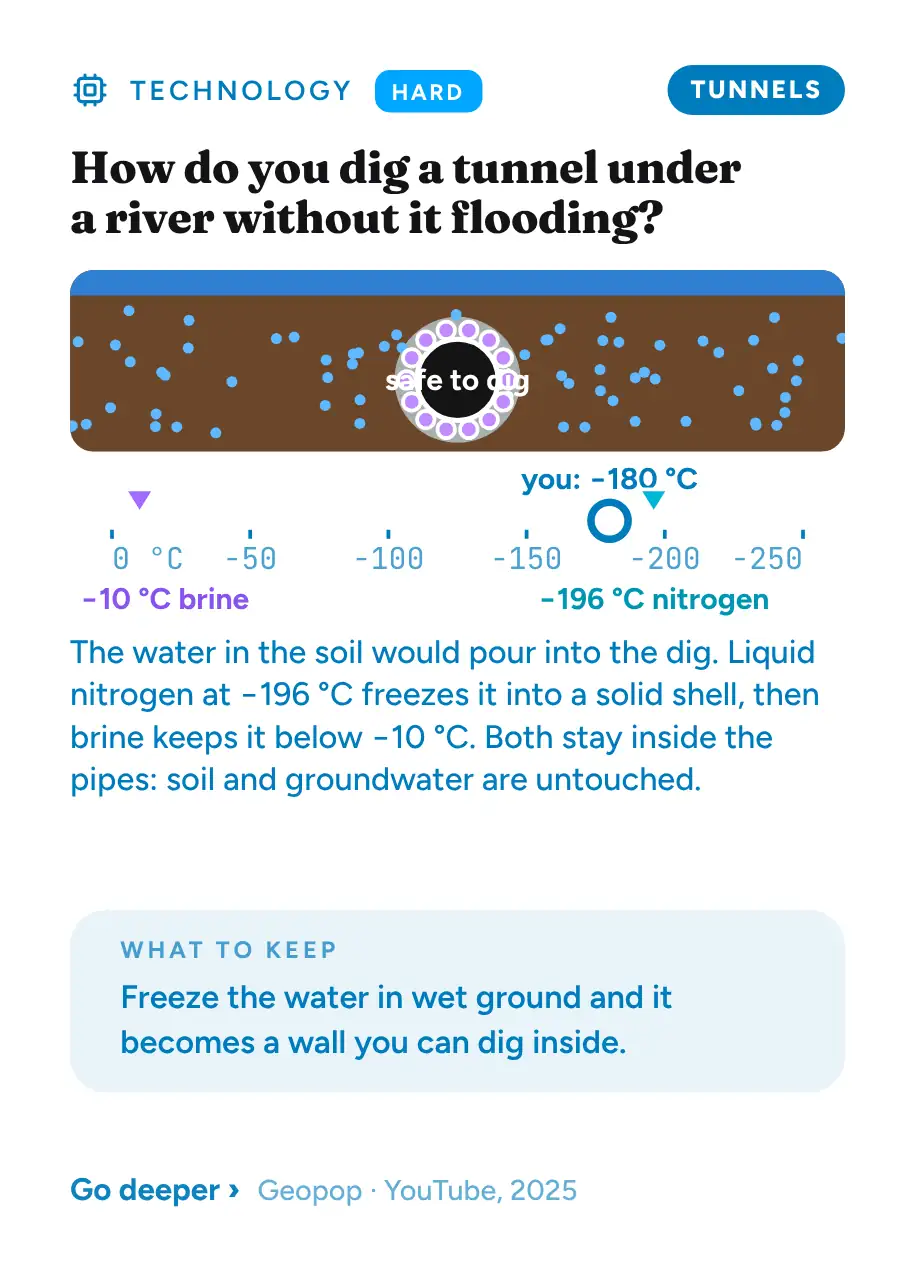 TECHNOLOGY
HARD
TUNNELS
How do you dig a tunnel under
a river without it flooding?
safe to dig
you: −180 °C
0 °C
-50
-100
-150
-200
-250
−10 °C brine
−196 °C nitrogen
The water in the soil would pour into the dig. Liquid
nitrogen at −196 °C freezes it into a solid shell, then
brine keeps it below −10 °C. Both stay inside the
pipes: soil and groundwater are untouched.
WHAT TO KEEP
Freeze the water in wet ground and it
becomes a wall you can dig inside.
Go deeper › Geopop · YouTube, 2025